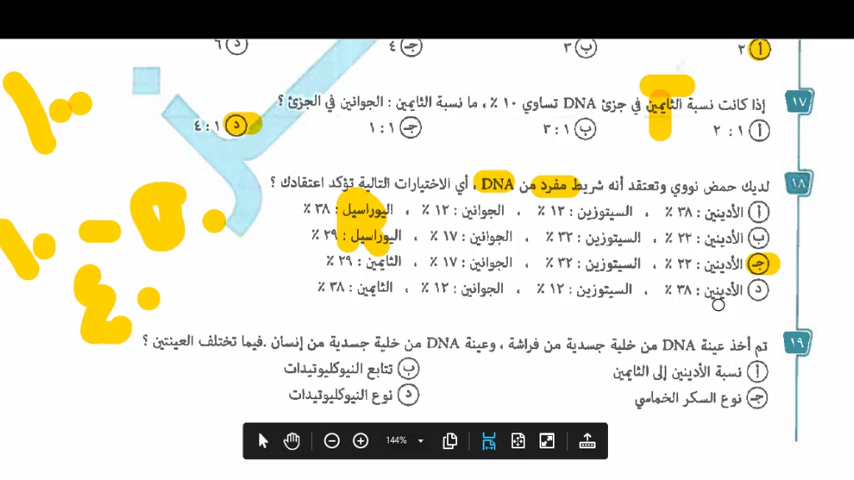 أ ٢ ب ٣ جـ ٤ د ٦
١٧ إذا كانت نسبة الثايمين في جزئ DNA تساوي ١٠ ٪ ، ما نسبة الثايمين : الجوانين في الجزئ ؟
أ ١ : ٢ ب ١ : ٣ جـ ١ : ١ د ١ : ٤
١٨ لديك حمض نووي وتعتقد أنه شريط مفرد من DNA ، أي الاختيارات التالية تؤكد اعتقادك ؟
أ الأدينين : ٣٨ ٪ ، السيتوزين : ١٢ ٪ ، الجوانين : ١٢ ٪ ، اليوراسيل : ٣٨ ٪
ب الأدينين : ٢٢ ٪ ، السيتوزين : ٣٢ ٪ ، الجوانين : ١٧ ٪ ، اليوراسيل : ٢٩ ٪
جـ الأدينين : ٢٢ ٪ ، السيتوزين : ٣٢ ٪ ، الجوانين : ١٧ ٪ ، الثايمين : ٢٩ ٪
د الأدينين : ٣٨ ٪ ، السيتوزين : ١٢ ٪ ، الجوانين : ١٢ ٪ ، الثايمين : ٣٨ ٪
١٩ تم أخذ عينة DNA من خلية جسدية من فراشة ، وعينة DNA من خلية جسدية من إنسان .فيما تختلف العينتين ؟
أ نسبة الأدينين إلى الثايمين ب تتابع النيوكليوتيدات
جـ نوع السكر الخماسي د نوع النيوكليوتيدات
144%